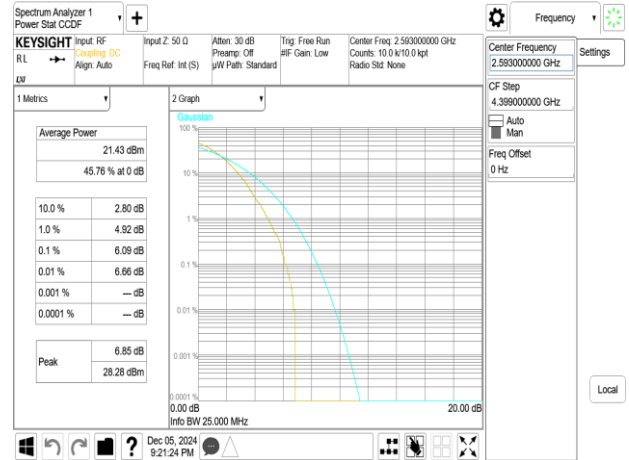 Spectrum Analyzer 1
Power Stat CCDF
Frequency
KEYSIGHT
RL
LXI
Input: RF
Coupling: DC
Align: Auto
Input Z: 50 Ω
Freq Ref: Int (S)
Atten: 30 dB
Preamp: Off
µW Path: Standard
Trig: Free Run
#IF Gain: Low
Center Freq: 2.593000000 GHz
Counts: 10.0 k/10.0 kpt
Radio Std: None
Center Frequency
2.593000000 GHz
Settings
CF Step
4.399000000 GHz
Auto
Man
Freq Offset
0 Hz
Local
1 Metrics
Average Power
21.43 dBm
45.76 % at 0 dB
10.0 % 2.80 dB
1.0 % 4.92 dB
0.1 % 6.09 dB
0.01 % 6.66 dB
0.001 % --- dB
0.0001 % --- dB
Peak
6.85 dB
28.28 dBm
2 Graph
Gaussian
100 %
10 %
1 %
0.1 %
0.01 %
0.001 %
0.0001 %
0.00 dB 20.00 dB
Info BW 25.000 MHz
?
Dec 05, 2024
9:21:24 PM